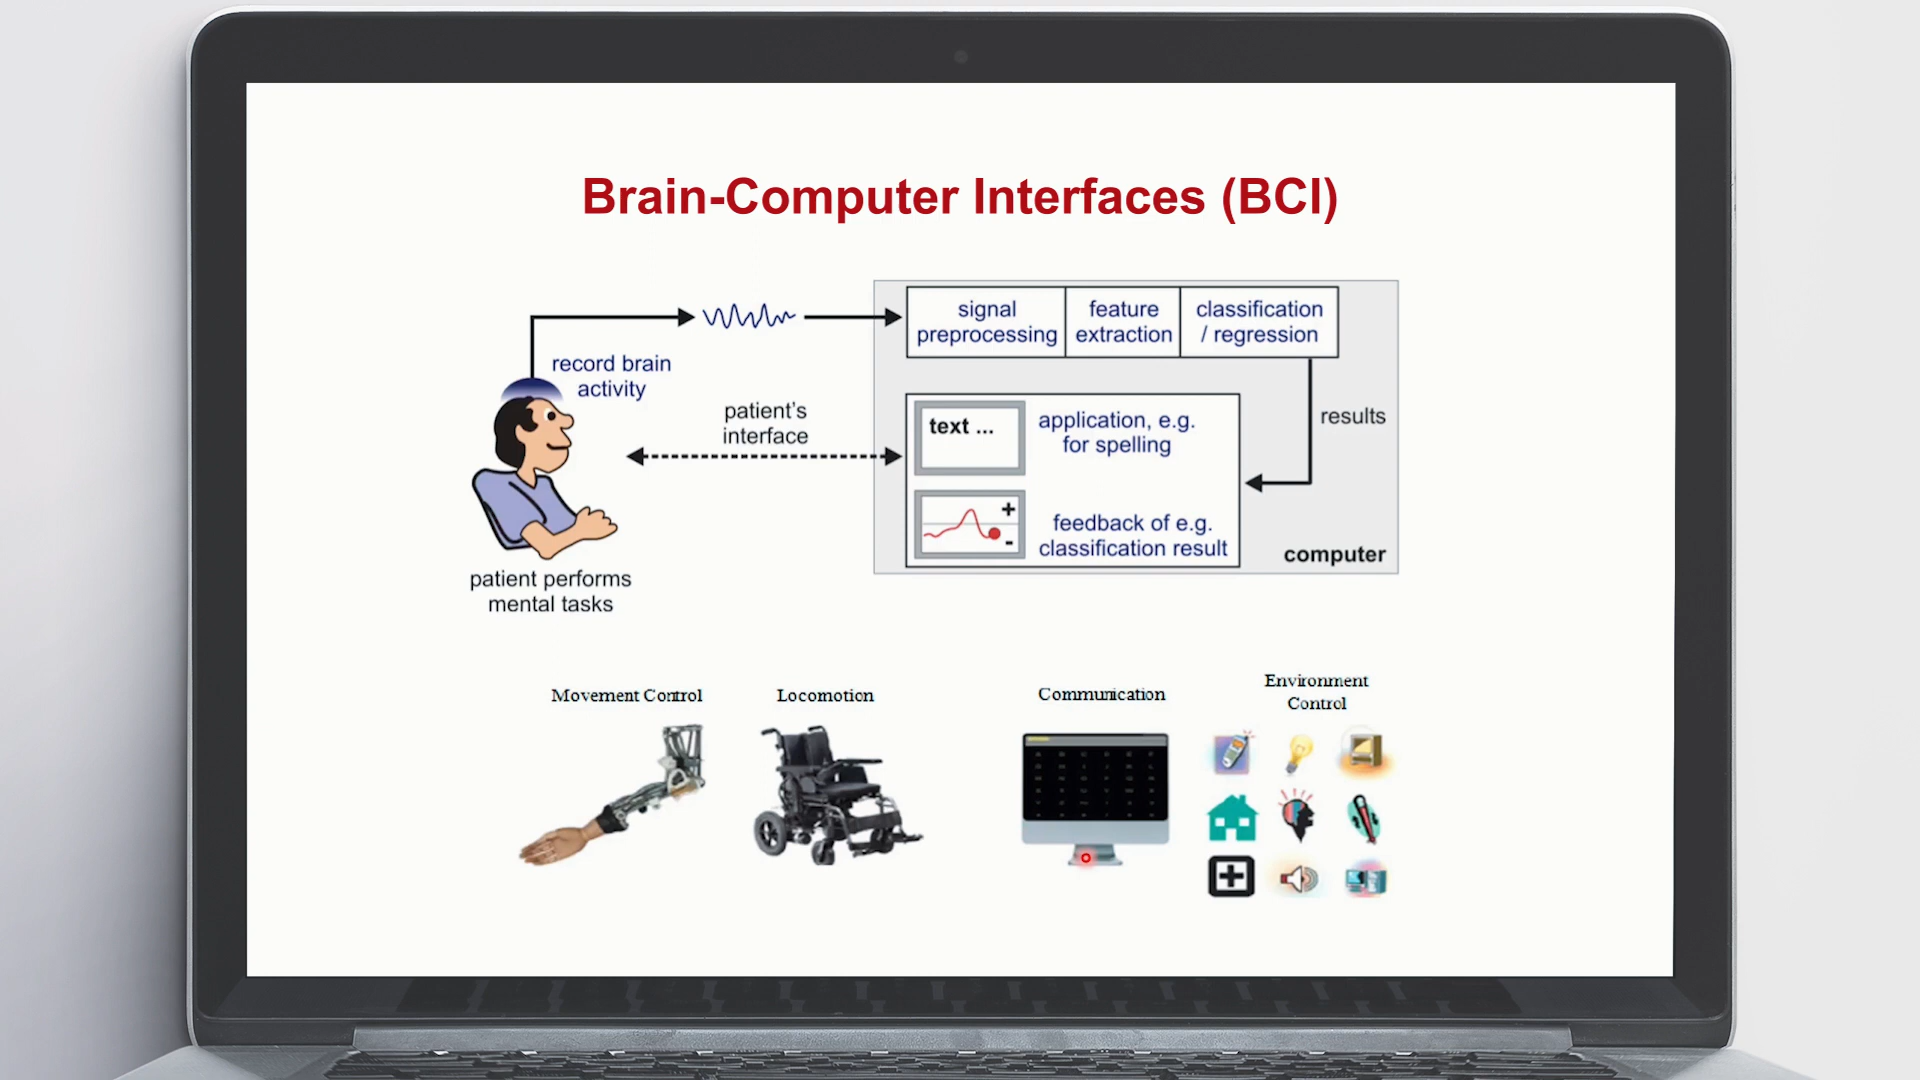 Brain-Computer Interfaces (BCI)
record brain
activity
signal
preprocessing
feature
extraction
classification
/ regression
patient's
interface
results
text ...
application, e.g.
for spelling
+
-
feedback of e.g.
classification result
computer
patient performs
mental tasks
Movement Control
Locomotion
Communication
Environment
Control